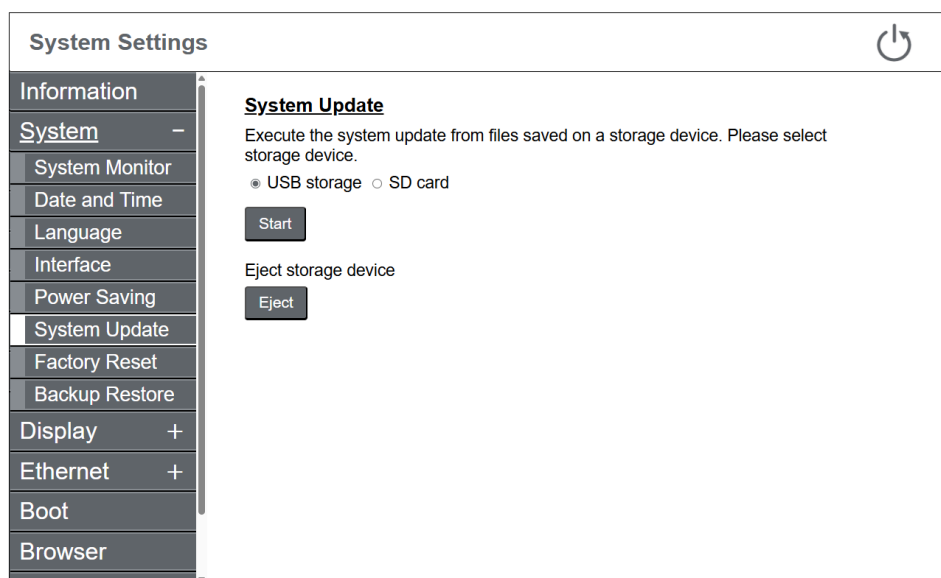 System Settings
Information
System −
System Monitor
Date and Time
Language
Interface
Power Saving
System Update
Factory Reset
Backup Restore
Display +
Ethernet +
Boot
Browser
System Update
Execute the system update from files saved on a storage device. Please select
storage device.
USB storage SD card
Start
Eject storage device
Eject